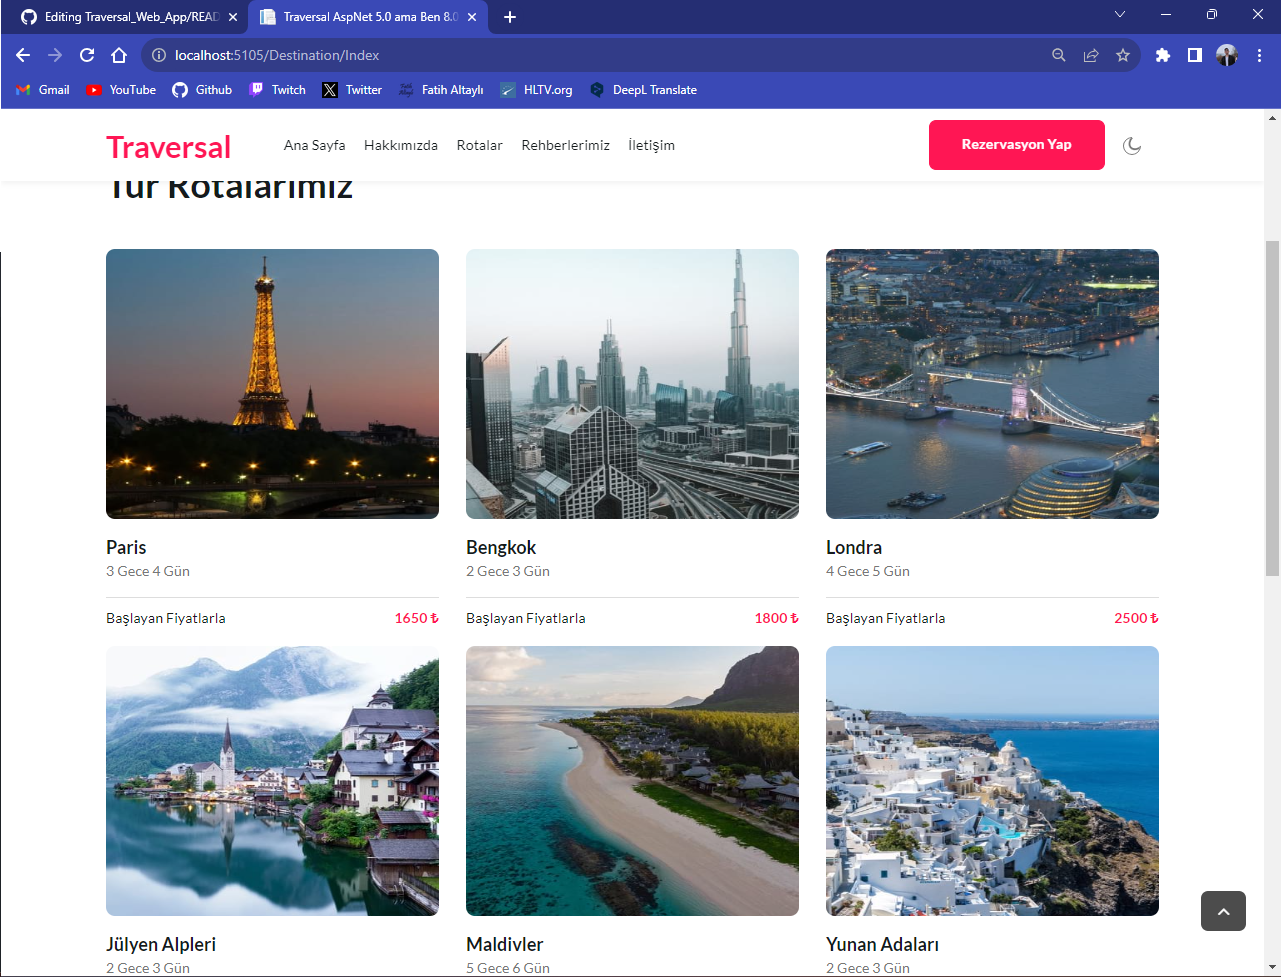 Editing Traversal_Web_App/READ
Traversal AspNet 5.0 ama Ben 8.0
localhost:5105/Destination/Index
Gmail YouTube Github Twitch Twitter Fatih Altaylı HLTV.org DeepL Translate
Traversal Ana Sayfa Hakkımızda Rotalar Rehberlerimiz İletişim Rezervasyon Yap
Tur Rotalarımız
Paris
3 Gece 4 Gün
Başlayan Fiyatlarla 1650 ₺
Bengkok
2 Gece 3 Gün
Başlayan Fiyatlarla 1800 ₺
Londra
4 Gece 5 Gün
Başlayan Fiyatlarla 2500 ₺
Jülyen Alpleri
2 Gece 3 Gün
Maldivler
5 Gece 6 Gün
Yunan Adaları
2 Gece 3 Gün